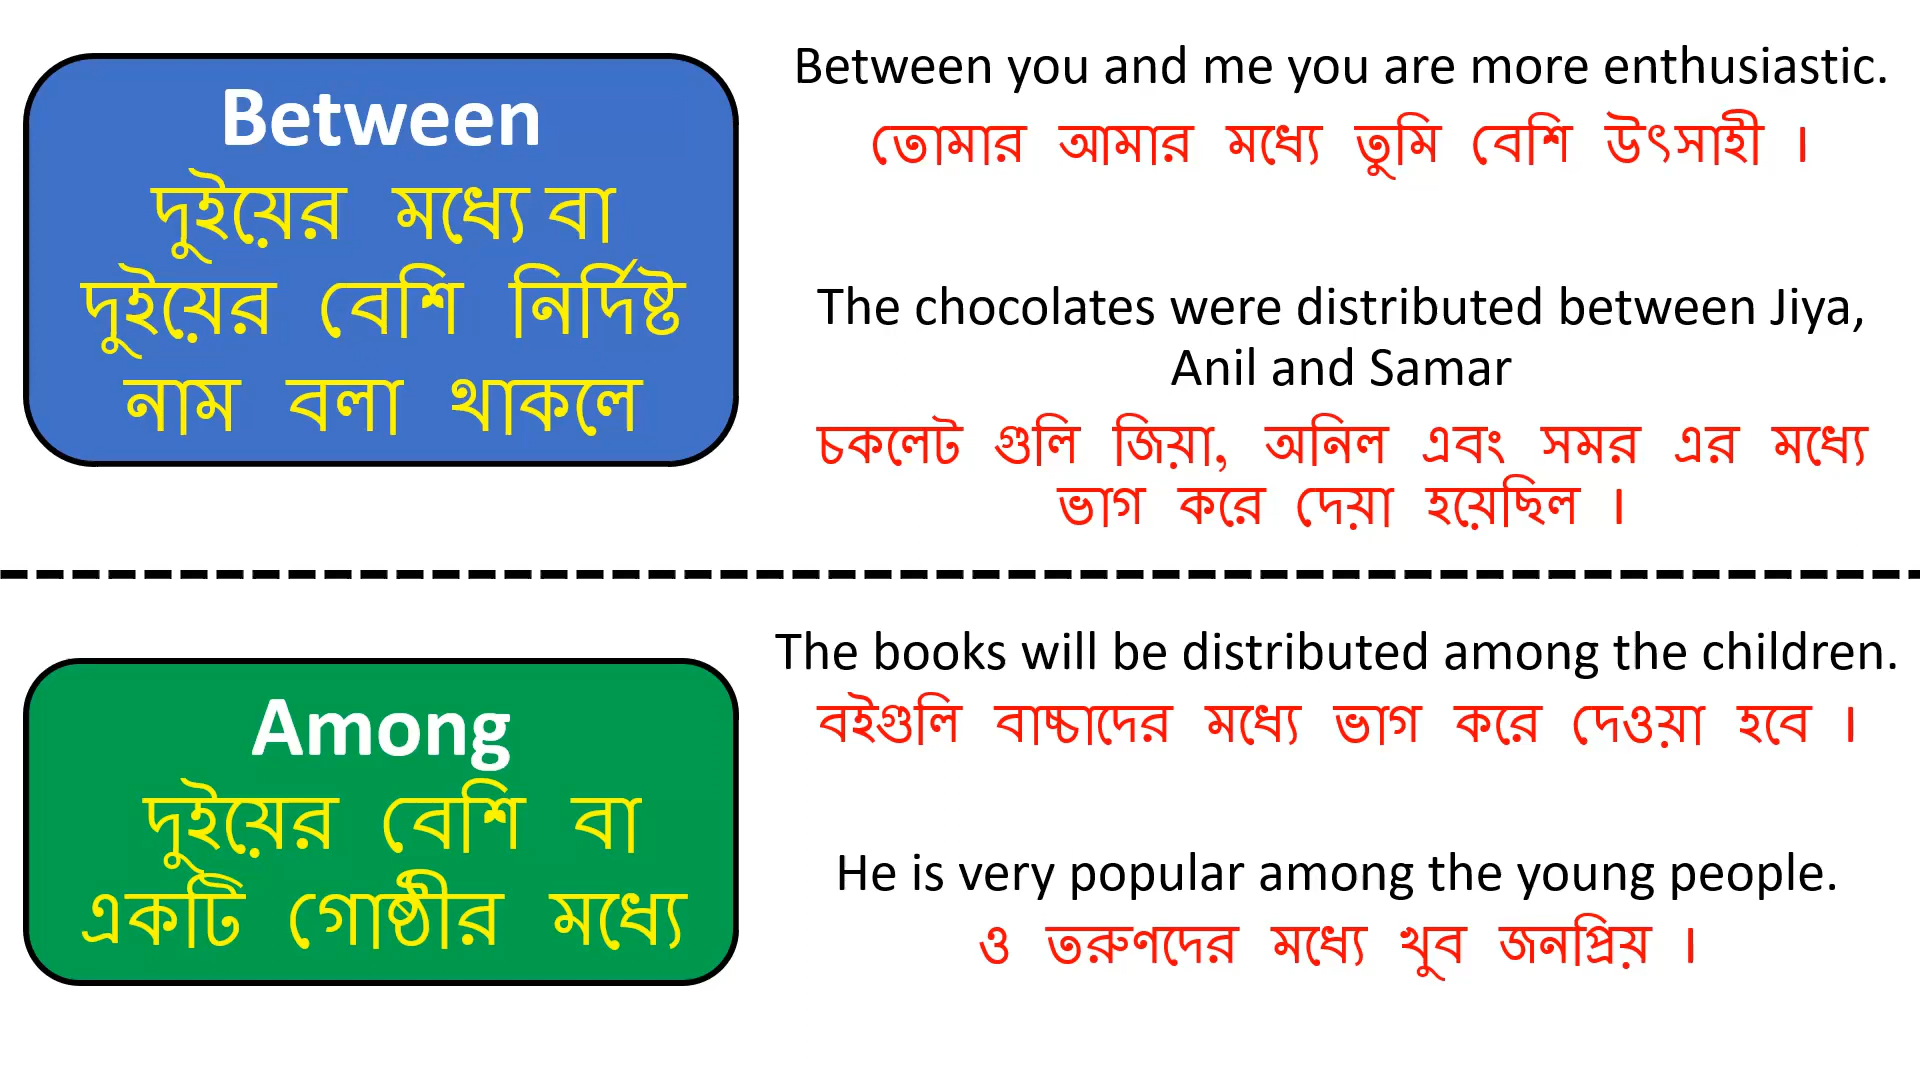 Between
দুইয়ের মধ্যে বা
দুইয়ের বেশি নির্দিষ্ট
নাম বলা থাকলে
Between you and me you are more enthusiastic.
তোমার আমার মধ্যে তুমি বেশি উৎসাহী ।
The chocolates were distributed between Jiya,
Anil and Samar
চকলেট গুলি জিয়া, অনিল এবং সমর এর মধ্যে
ভাগ করে দেয়া হয়েছিল ।
Among
দুইয়ের বেশি বা
একটি গোষ্ঠীর মধ্যে
The books will be distributed among the children.
বইগুলি বাচ্চাদের মধ্যে ভাগ করে দেওয়া হবে ।
He is very popular among the young people.
ও তরুণদের মধ্যে খুব জনপ্রিয় ।